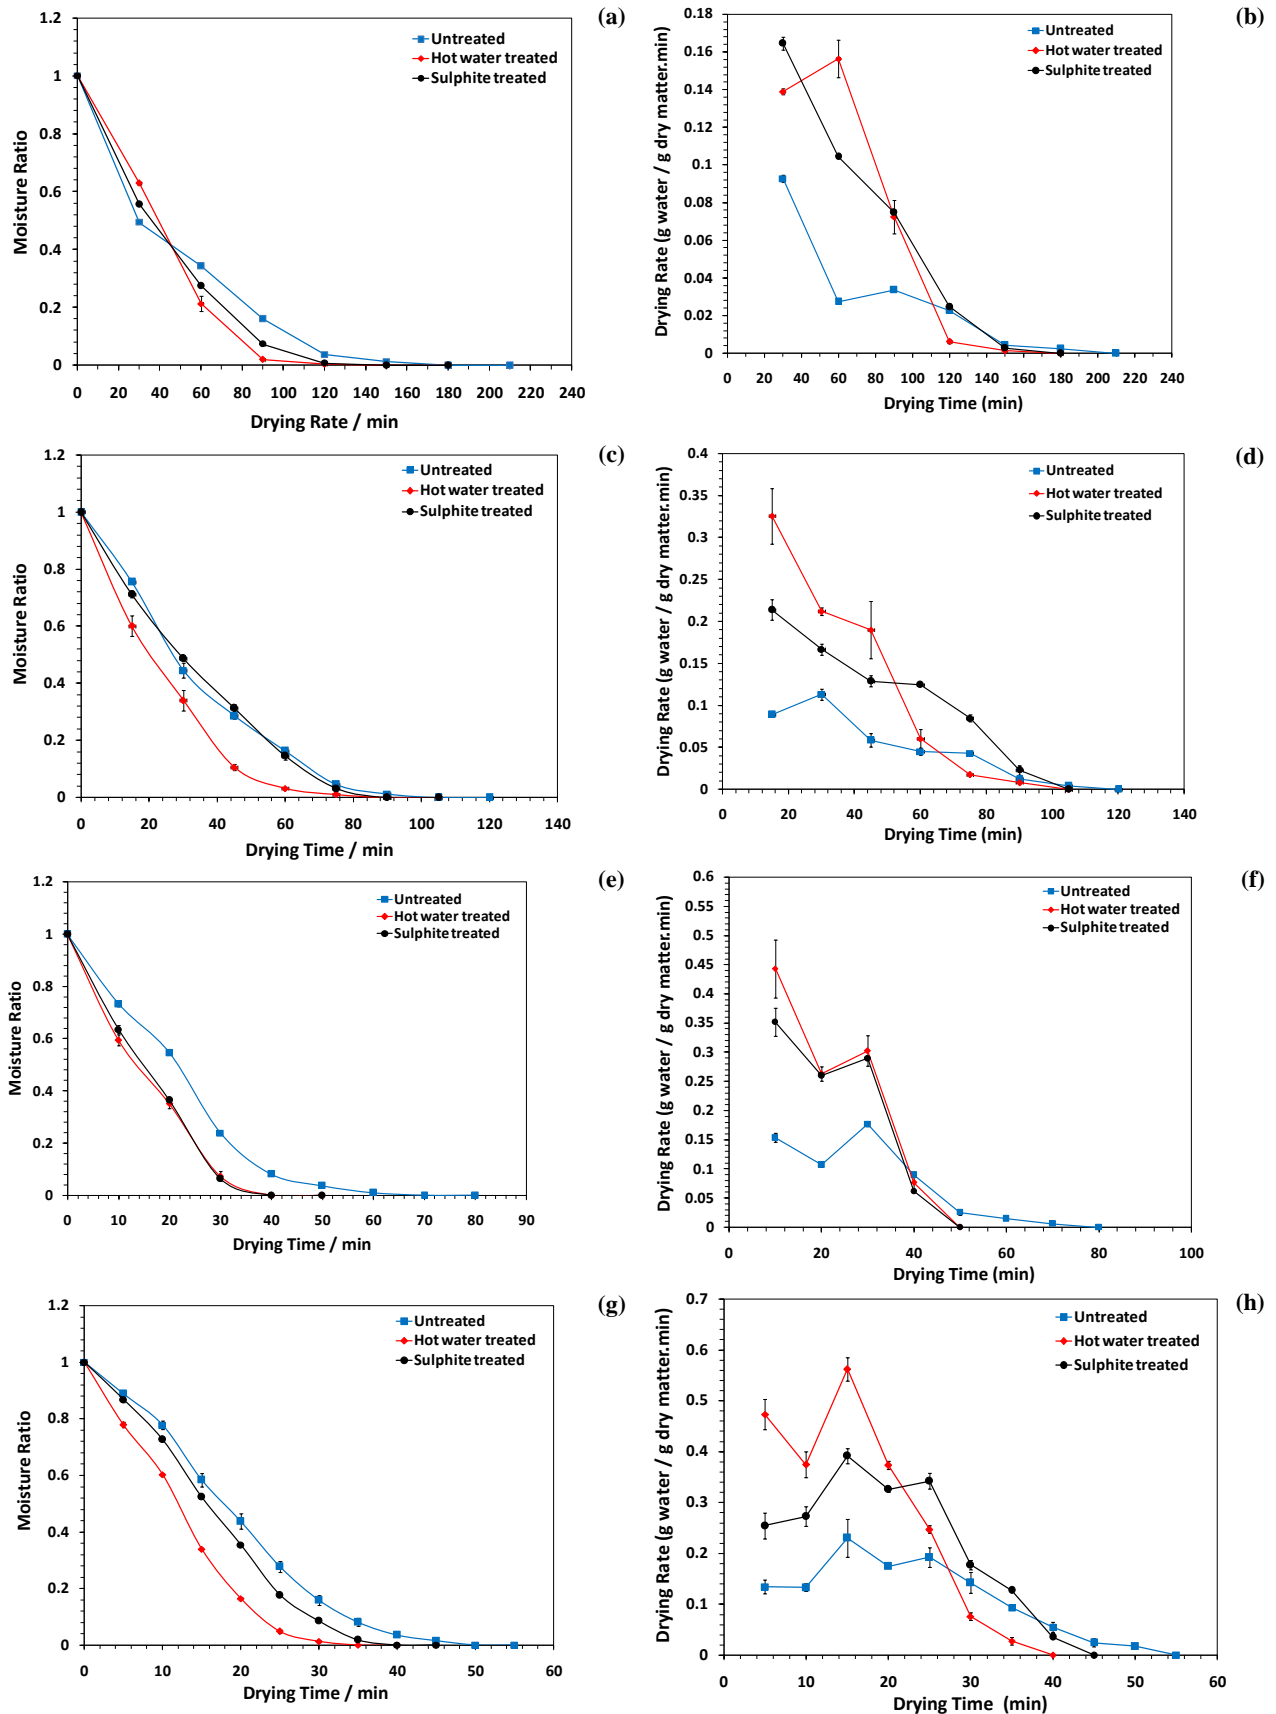 (a)
Moisture Ratio
1.2
1
0.8
0.6
0.4
0.2
0
Untreated
Hot water treated
Sulphite treated
0 20 40 60 80 100 120 140 160 180 200 220 240
Drying Rate / min
(b)
Drying Rate (g water / g dry matter.min)
0.18
0.16
0.14
0.12
0.1
0.08
0.06
0.04
0.02
0
Untreated
Hot water treated
Sulphite treated
0 20 40 60 80 100 120 140 160 180 200 220 240
Drying Time (min)
(c)
Moisture Ratio
1.2
1
0.8
0.6
0.4
0.2
0
Untreated
Hot water treated
Sulphite treated
0 20 40 60 80 100 120 140
Drying Time / min
(d)
Drying Rate (g water / g dry matter.min)
0.4
0.35
0.3
0.25
0.2
0.15
0.1
0.05
0
Untreated
Hot water treated
Sulphite treated
0 20 40 60 80 100 120 140
Drying Time (min)
(e)
Moisture Ratio
1.2
1
0.8
0.6
0.4
0.2
0
Untreated
Hot water treated
Sulphite treated
0 10 20 30 40 50 60 70 80 90
Drying Time / min
(f)
Drying Rate (g water / g dry matter.min)
0.6
0.55
0.5
0.45
0.4
0.35
0.3
0.25
0.2
0.15
0.1
0.05
0
Untreated
Hot water treated
Sulphite treated
0 20 40 60 80 100
Drying Time (min)
(g)
Moisture Ratio
1.2
1
0.8
0.6
0.4
0.2
0
Untreated
Hot water treated
Sulphite treated
0 10 20 30 40 50 60
Drying Time / min
(h)
Drying Rate (g water / g dry matter.min)
0.7
0.6
0.5
0.4
0.3
0.2
0.1
0
Untreated
Hot water treated
Sulphite treated
0 10 20 30 40 50 60
Drying Time (min)